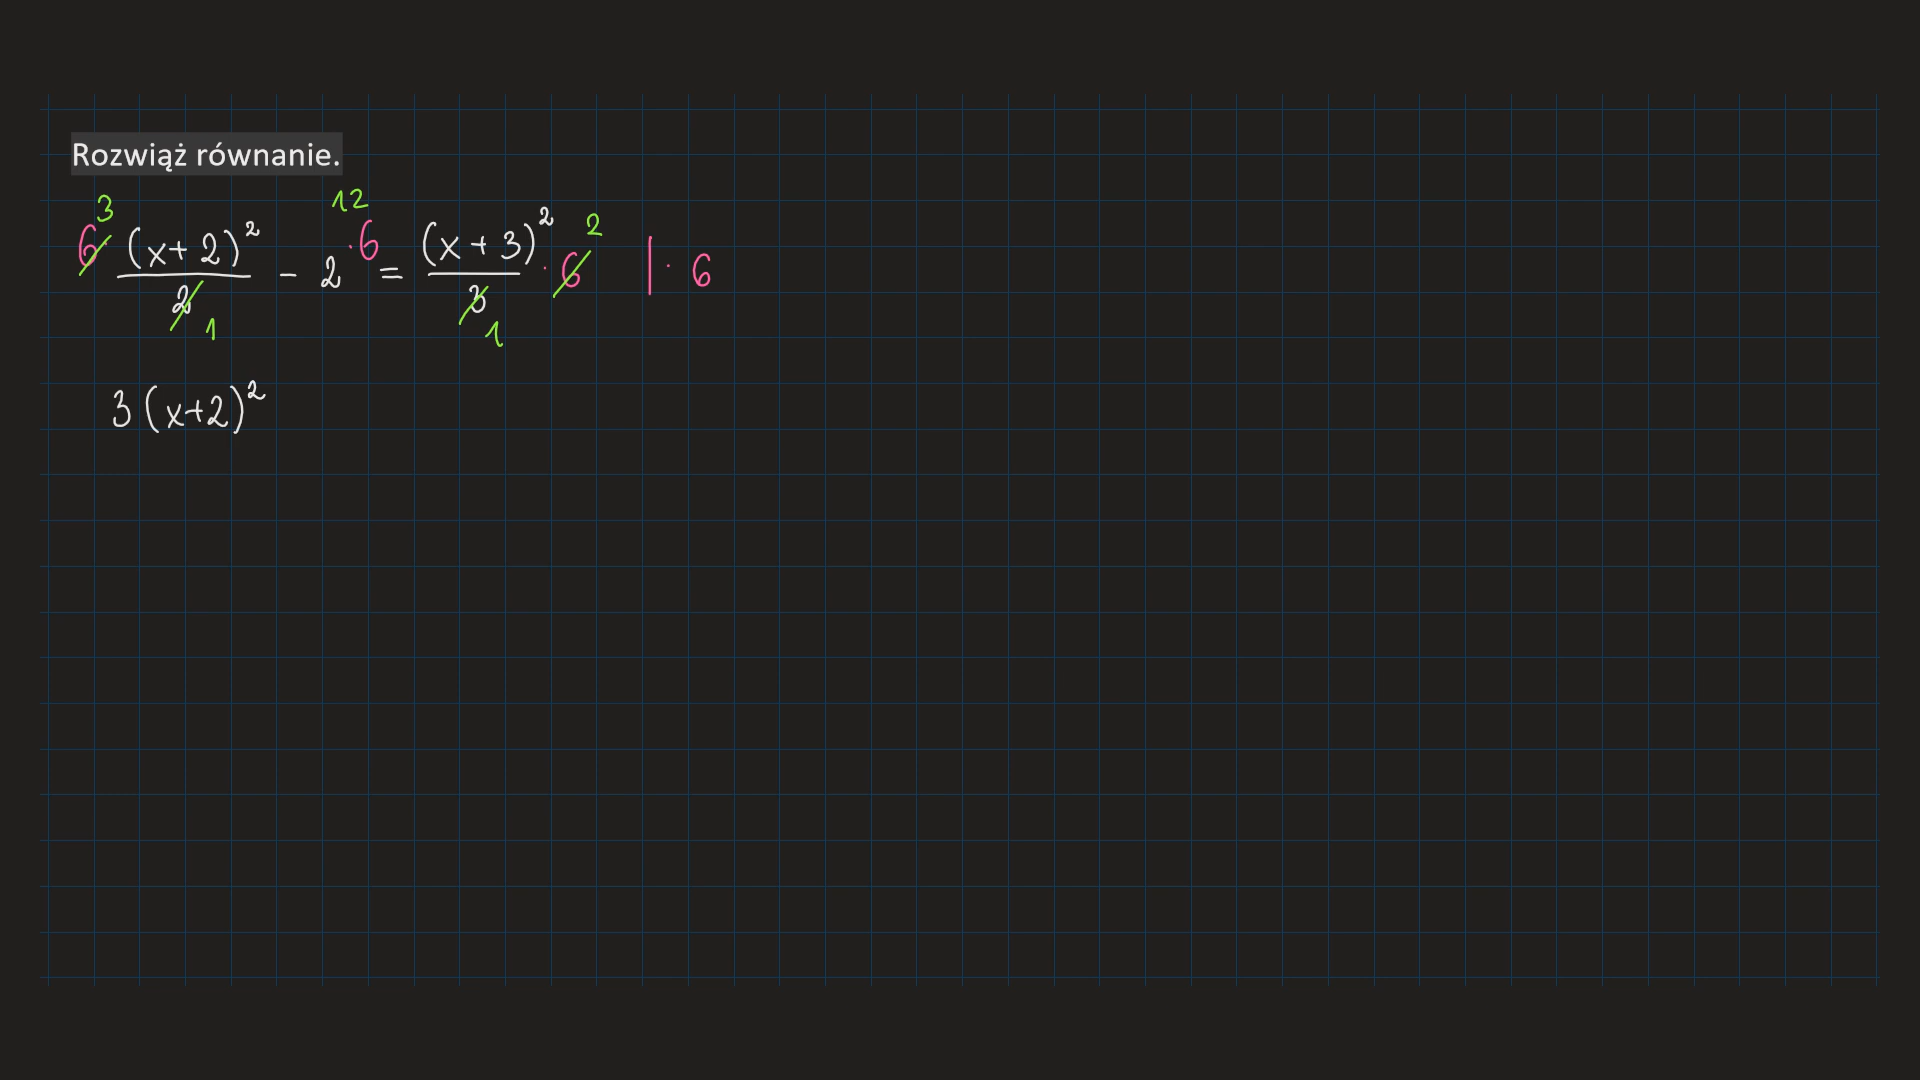 Rozwiąż równanie.
3 12
6 · (x+2)² / 2 - 2 · 6 = (x+3)² / 3 · 6 2 | · 6
1 1
3(x+2)²